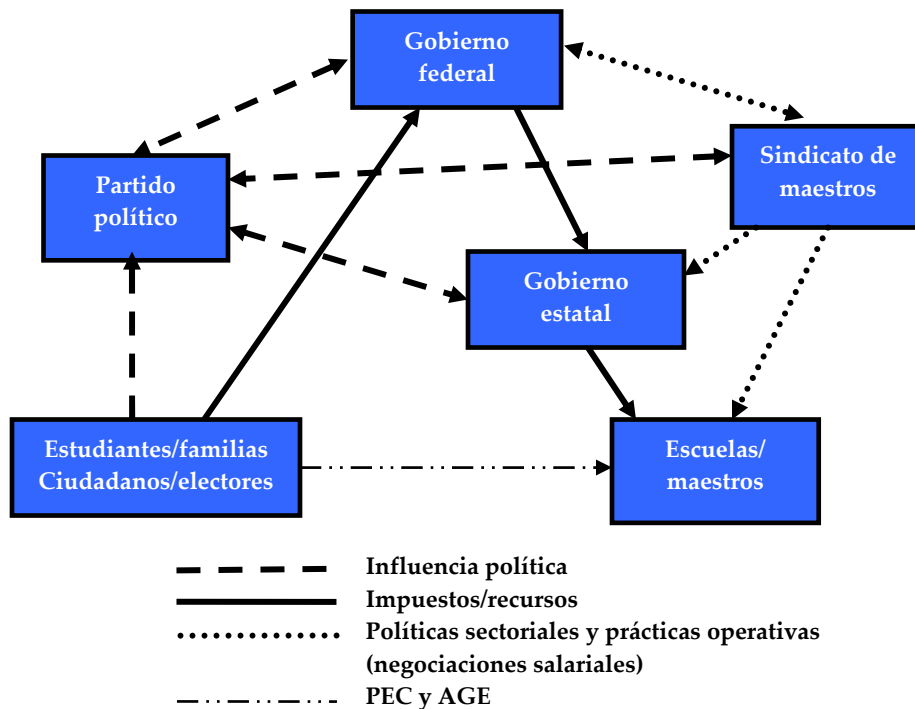 Gobierno
federal
Sindicato de
maestros
Partido
político
Gobierno
estatal
Estudiantes/familias
Ciudadanos/electores
Escuelas/
maestros
Influencia política
Impuestos/recursos
Políticas sectoriales y prácticas operativas
(negociaciones salariales)
PEC y AGE